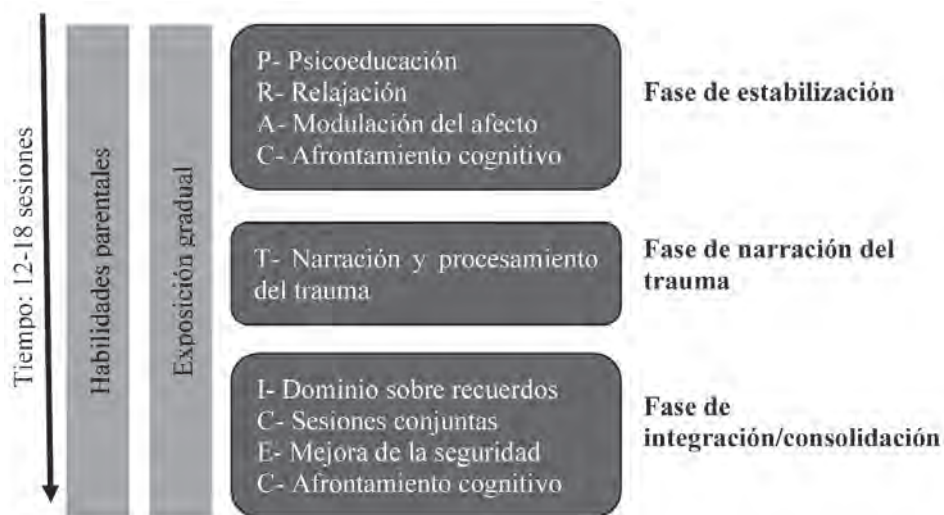 Tiempo: 12-18 sesiones
Habilidades parentales
Exposición gradual
P- Psicoeducación
R- Relajación
A- Modulación del afecto
C- Afrontamiento cognitivo
Fase de estabilización
T- Narración y procesamiento
del trauma
Fase de narración del
trauma
I- Dominio sobre recuerdos
C- Sesiones conjuntas
E- Mejora de la seguridad
C- Afrontamiento cognitivo
Fase de
integración/consolidación